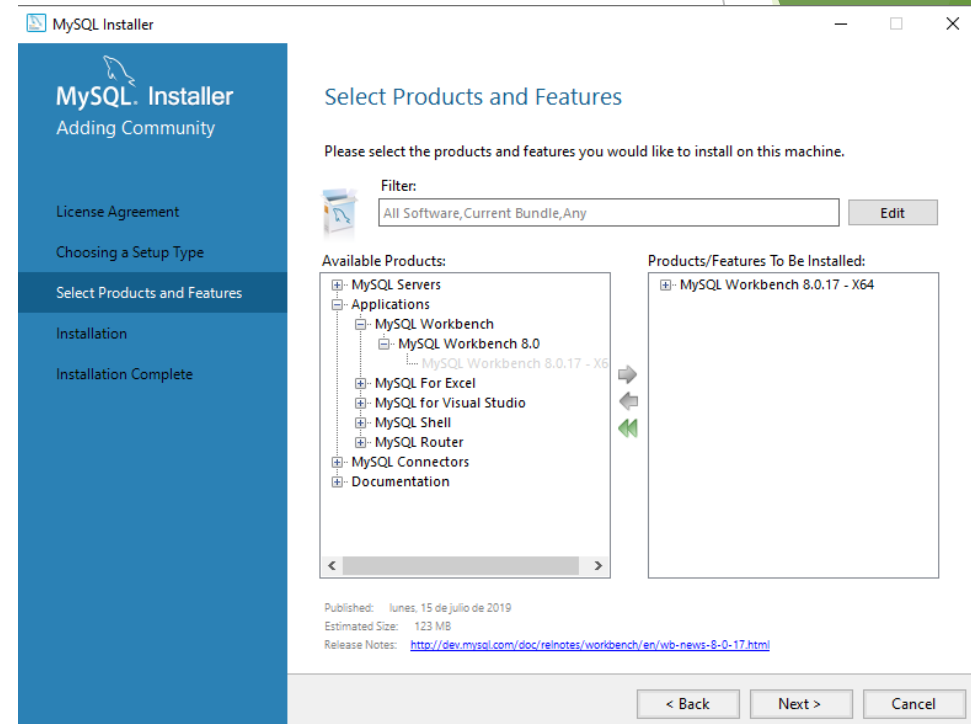 MySQL Installer
MySQL. Installer
Adding Community
License Agreement
Choosing a Setup Type
Select Products and Features
Installation
Installation Complete
Select Products and Features
Please select the products and features you would like to install on this machine.
Filter:
All Software,Current Bundle,Any
Edit
Available Products:
MySQL Servers
Applications
MySQL Workbench
MySQL Workbench 8.0
MySQL Workbench 8.0.17 - X6
MySQL For Excel
MySQL for Visual Studio
MySQL Shell
MySQL Router
MySQL Connectors
Documentation
Products/Features To Be Installed:
MySQL Workbench 8.0.17 - X64
Published: lunes, 15 de julio de 2019
Estimated Size: 123 MB
Release Notes: http://dev.mysql.com/doc/relnotes/workbench/en/wb-news-8-0-17.html
< Back
Next >
Cancel